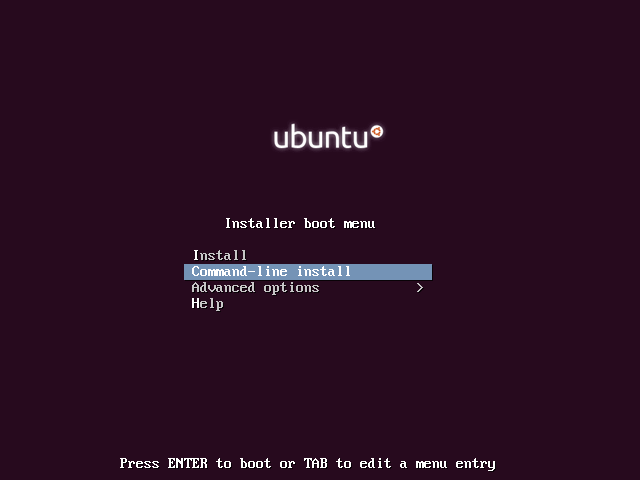 ubuntu
Installer boot menu
Install
Command-line install
Advanced options >
Help
Press ENTER to boot or TAB to edit a menu entry